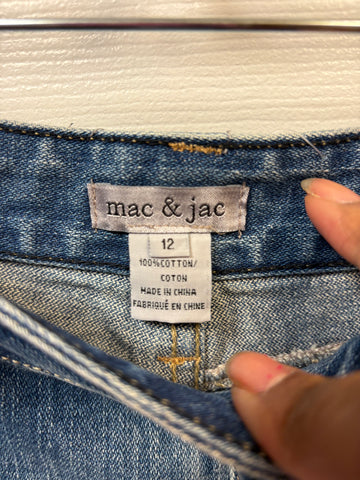 mac & jac
12
100%COTTON/
COTON
MADE IN CHINA
FABRIQUÉ EN CHINE